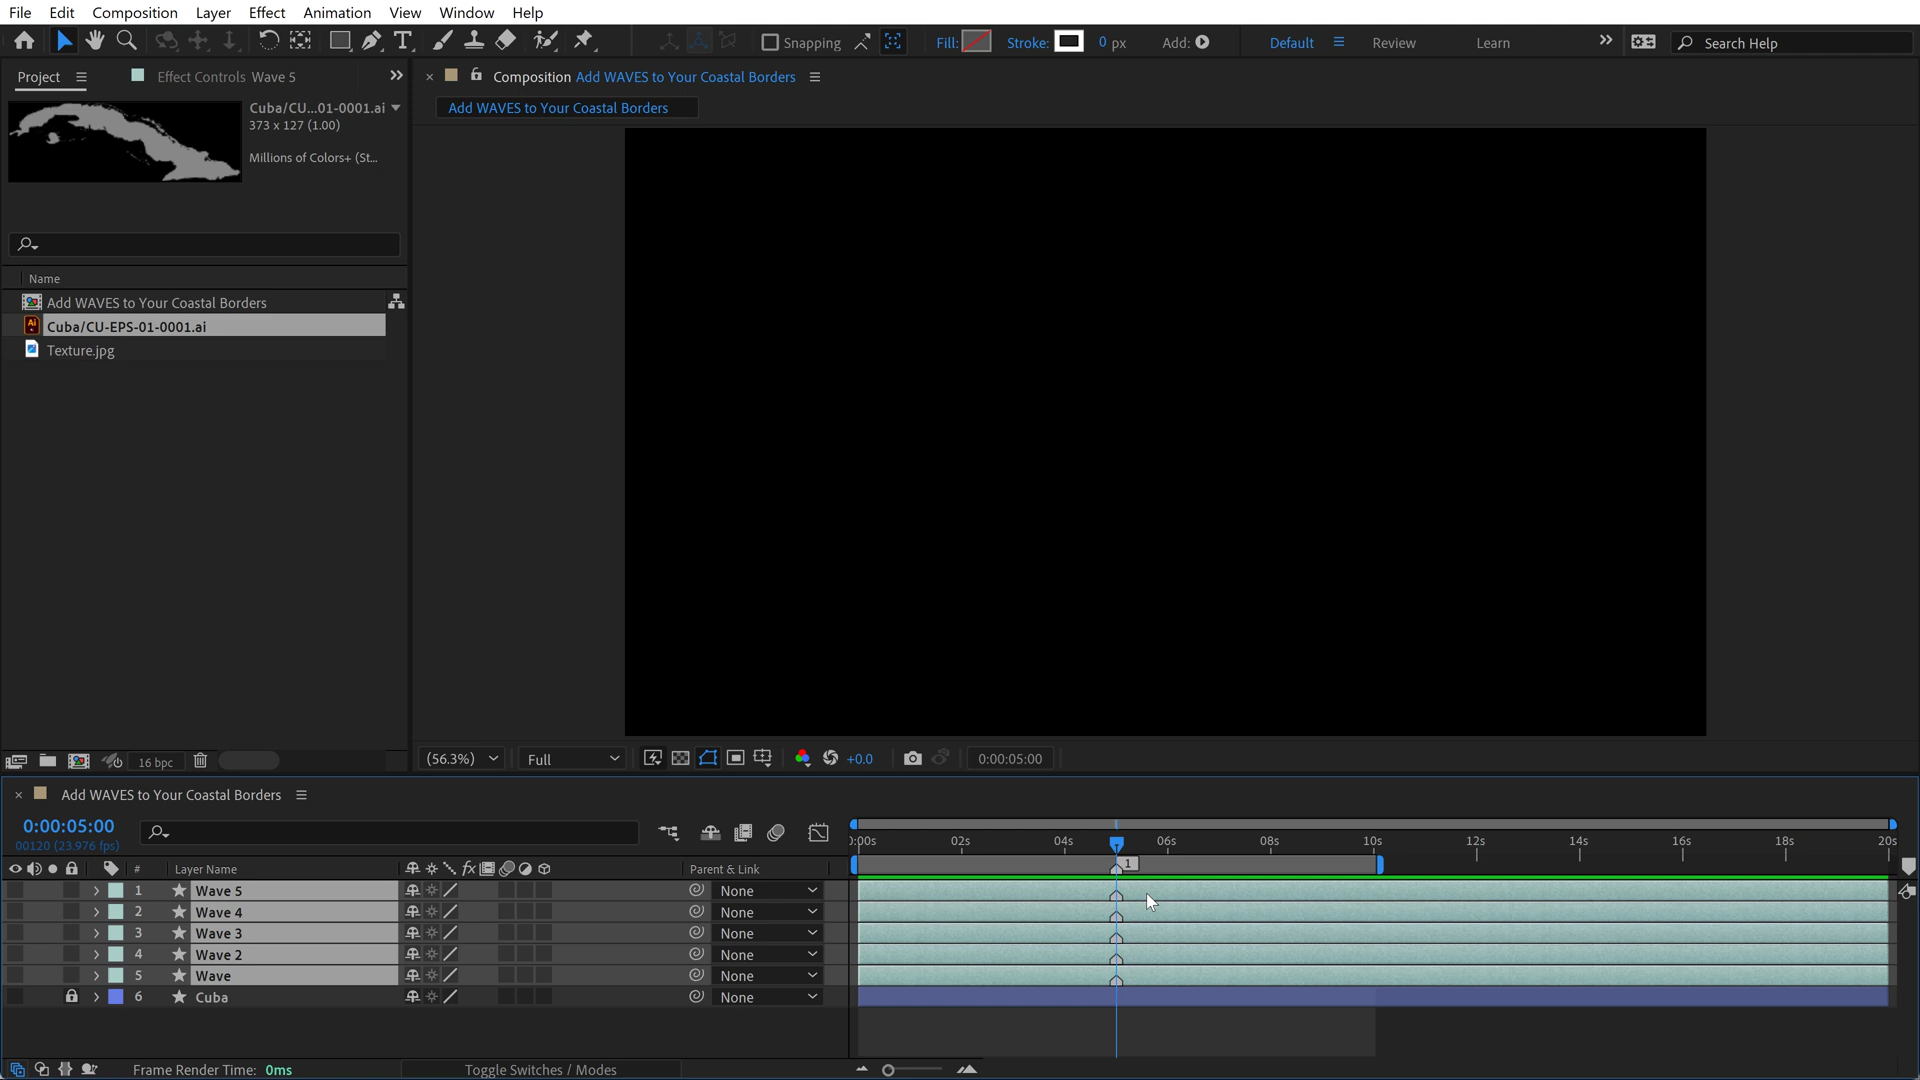 File Edit Composition Layer Effect Animation View Window Help
Snapping Fill: Stroke: 0 px Add: Default Review Learn Search Help
Project Effect Controls Wave 5
Composition Add WAVES to Your Coastal Borders
Cuba/CU...01-0001.ai
373 x 127 (1.00)
Millions of Colors+ (St...
Add WAVES to Your Coastal Borders
Name
Add WAVES to Your Coastal Borders
Ai Cuba/CU-EPS-01-0001.ai
Texture.jpg
16 bpc
(56.3%) Full +0.0 0:00:05:00
Add WAVES to Your Coastal Borders
0:00:05:00
00120 (23.976 fps)
0:00s 02s 04s 06s 08s 10s 12s 14s 16s 18s 20s
# Layer Name fx Parent & Link
1
1 Wave 5 None
2 Wave 4 None
3 Wave 3 None
4 Wave 2 None
5 Wave None
6 Cuba None
Frame Render Time: 0ms Toggle Switches / Modes